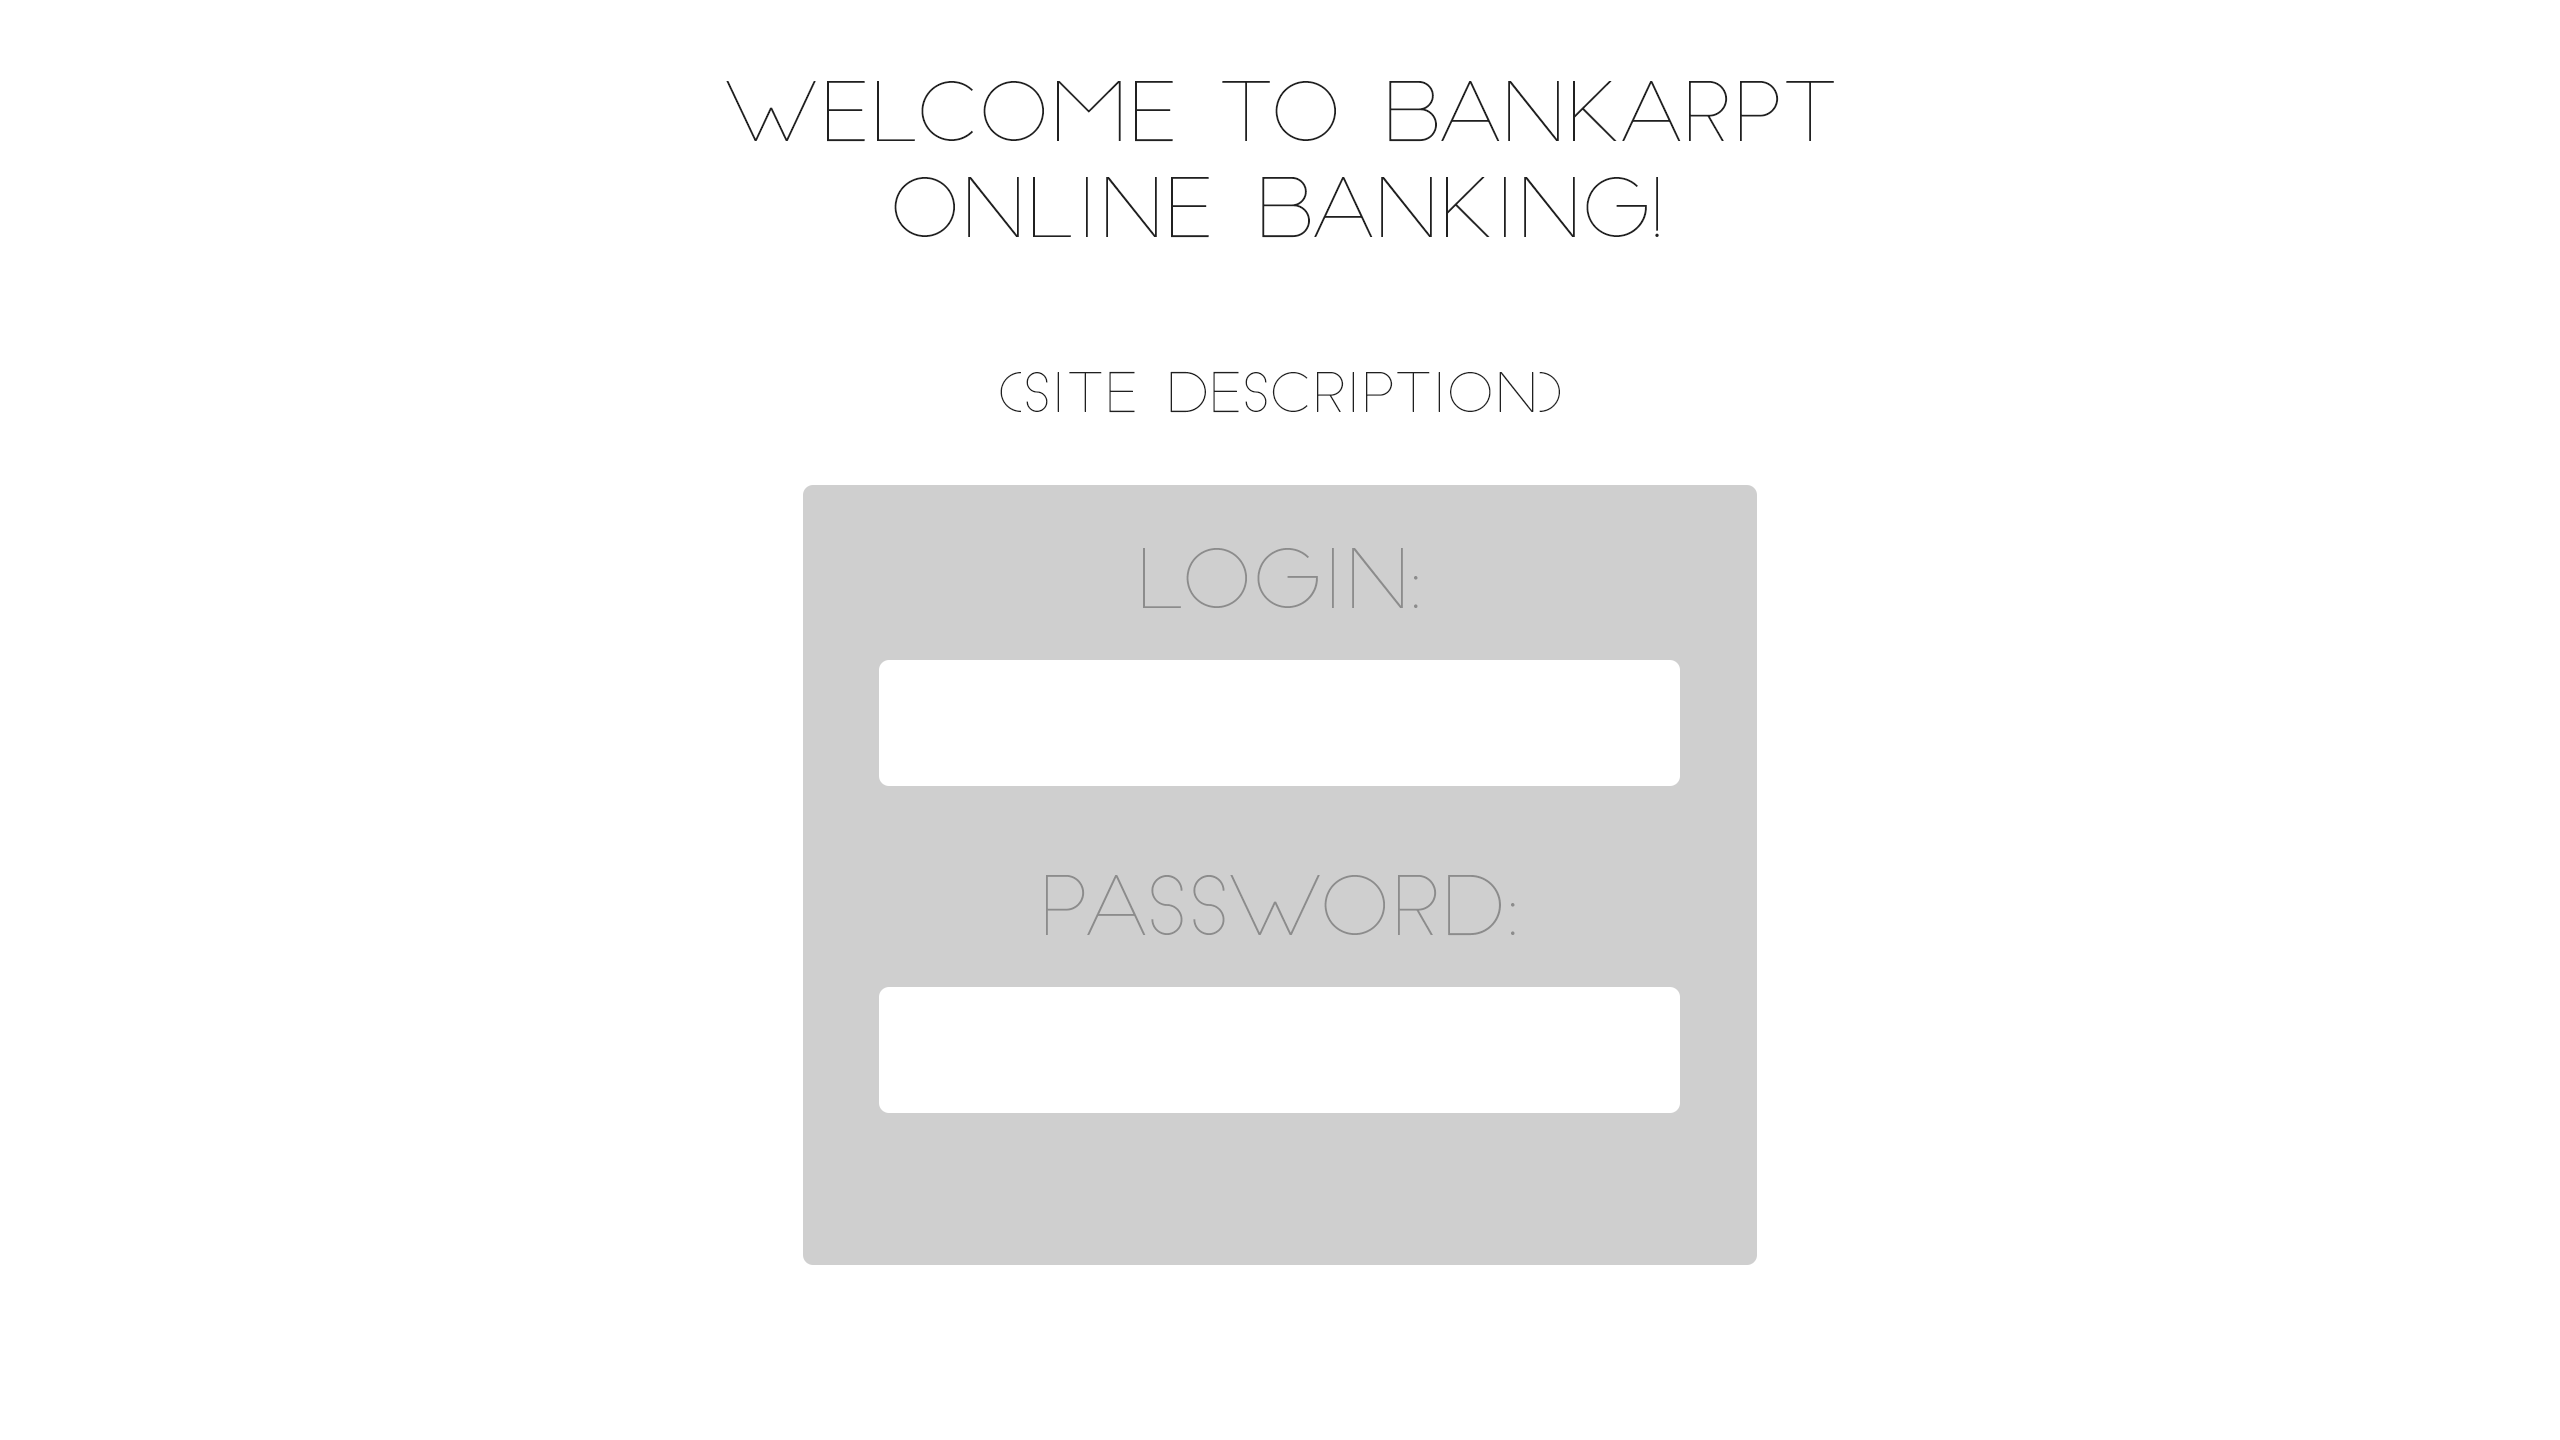 WELCOME TO BANKARPT
ONLINE BANKING!
(SITE DESCRIPTION)
LOGIN:
PASSWORD: